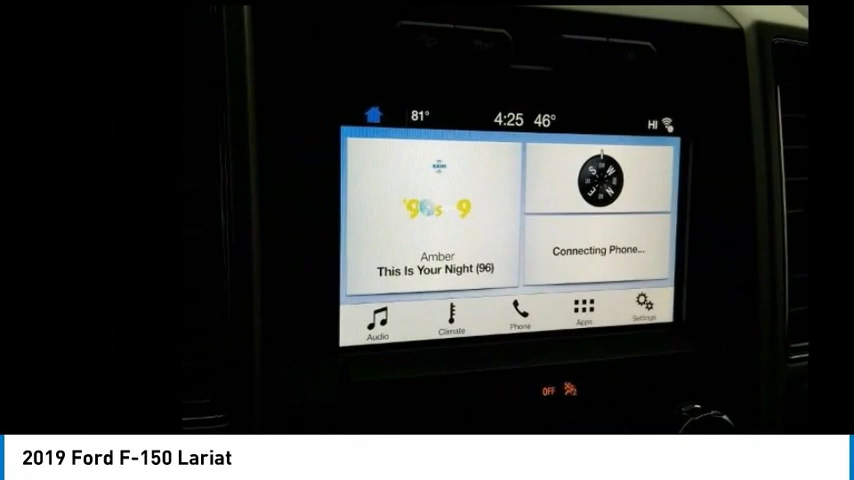 81° 4:25 46° HI
'90s 9
Amber
This Is Your Night (96)
S W N E
Connecting Phone...
Audio Climate Phone Apps Settings
OFF
2019 Ford F-150 Lariat